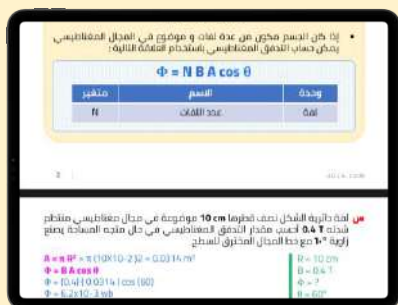 • إذا كان الجسم مكون من عدة لفات و موضوع في المجال المغناطيسي
يمكن حساب التدفق المغناطيسي باستخدام العلاقة التالية :
Φ = N B A cos θ
متغير الاسم وحدة
N عدد اللفات لفة
3
س لفة دائرية الشكل نصف قطرها 10 cm موضوعة في مجال مغناطيسي منتظم
شدته 0.4 T أحسب مقدار التدفق المغناطيسي في حال متجه المساحة يصنع
زاوية °٦٠ مع خط المجال المخترق للسطح
R = 10 cm
B = 0.4 T
Φ = ?
θ = 60°
A = π R² = π (10X10-2)2 = 0.0314 m²
Φ = B A cos θ
Φ = (0.4) (0.0314) cos (60)
Φ = 6.2x10-3 wb